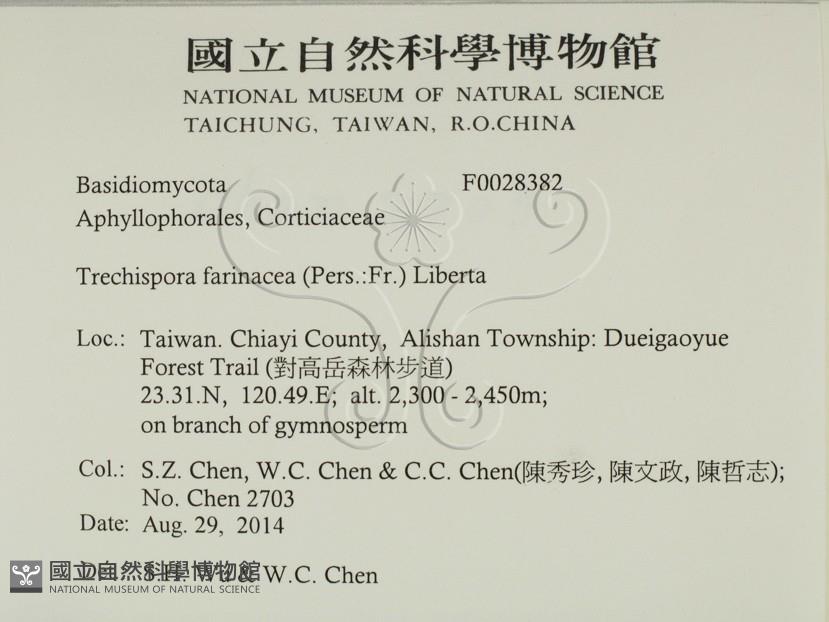 國立自然科學博物館
NATIONAL MUSEUM OF NATURAL SCIENCE
TAICHUNG, TAIWAN, R.O.CHINA
Basidiomycota F0028382
Aphyllophorales, Corticiaceae
Trechispora farinacea (Pers.:Fr.) Liberta
Loc.: Taiwan. Chiayi County, Alishan Township: Dueigaoyue
Forest Trail (對高岳森林步道)
23.31.N, 120.49.E; alt. 2,300 - 2,450m;
on branch of gymnosperm
Col.: S.Z. Chen, W.C. Chen & C.C. Chen(陳秀珍, 陳文政, 陳哲志);
No. Chen 2703
Date: Aug. 29, 2014
S.H. Wu & W.C. Chen
國立自然科學博物館
NATIONAL MUSEUM OF NATURAL SCIENCE